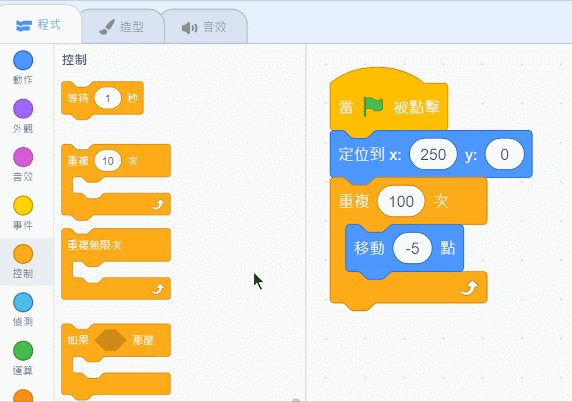 程式
造型
音效
動作
外觀
音效
事件
控制
偵測
運算
控制
等待 1 秒
重複 10 次
重複無限次
如果 那麼
當 被點擊
定位到 x: 250 y: 0
重複 100 次
移動 -5 點